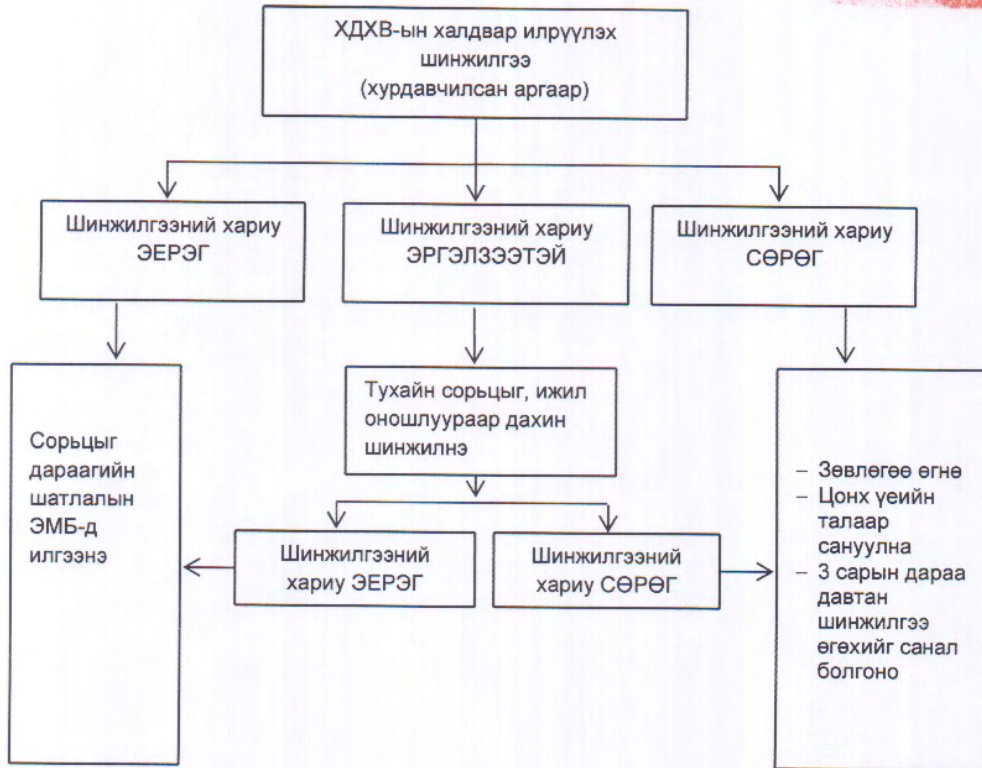 ХДХВ-ын халдвар илрүүлэх
шинжилгээ
(хурдавчилсан аргаар)
Шинжилгээний хариу
ЭЕРЭГ
Шинжилгээний хариу
ЭРГЭЛЗЭЭТЭЙ
Шинжилгээний хариу
СӨРӨГ
Сорьцыг
дараагийн
шатлалын
ЭМБ-д
илгээнэ
Тухайн сорьцыг, ижил
оношлуураар дахин
шинжилнэ
Шинжилгээний
хариу ЭЕРЭГ
Шинжилгээний
хариу СӨРӨГ
– Зөвлөгөө өгнө
– Цонх үеийн
талаар
сануулна
– 3 сарын дараа
давтан
шинжилгээ
өгөхийг санал
болгоно